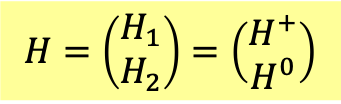 H = (H₁ H₂) = (H⁺ H⁰)